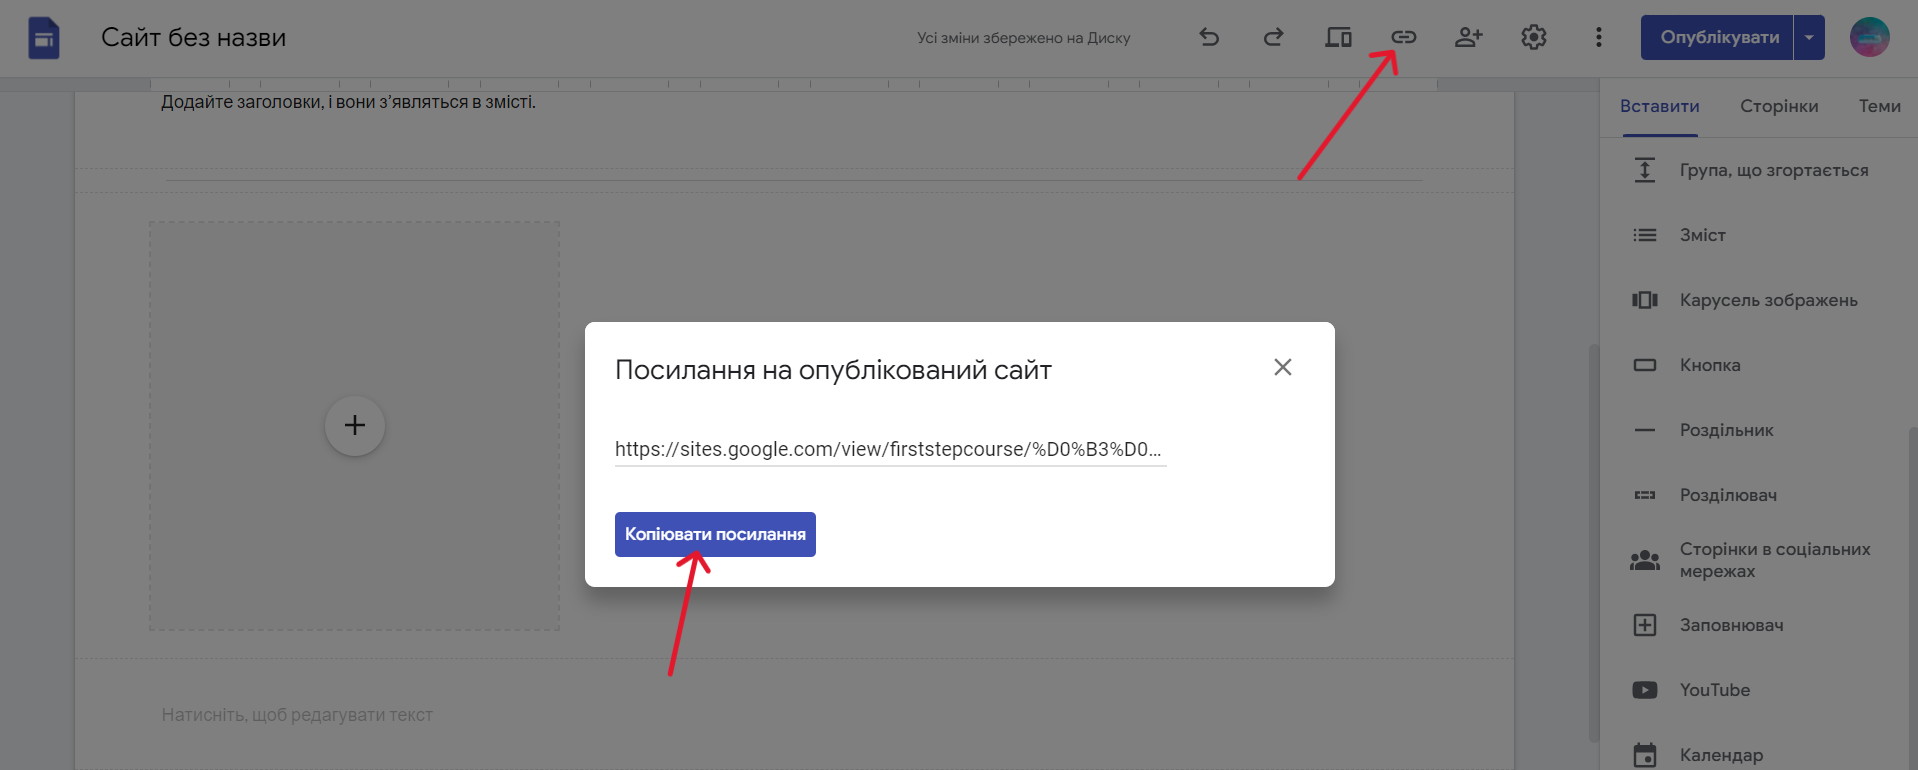 Сайт без назви
Усі зміни збережено на Диску
Опублікувати
Додайте заголовки, і вони з’являться в змісті.
Вставити
Сторінки
Теми
Група, що згортається
Зміст
Карусель зображень
Кнопка
Роздільник
Розділювач
Сторінки в соціальних
мережах
Заповнювач
YouTube
Календар
Посилання на опублікований сайт
https://sites.google.com/view/firststepcourse/%D0%B3%D0...
Копіювати посилання
Натисніть, щоб редагувати текст